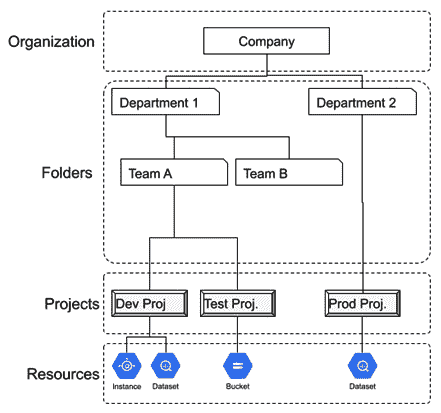 Organization
Company
Department 1
Department 2
Folders
Team A
Team B
Projects
Dev Proj
Test Proj.
Prod Proj.
Resources
Instance
Dataset
Bucket
Dataset